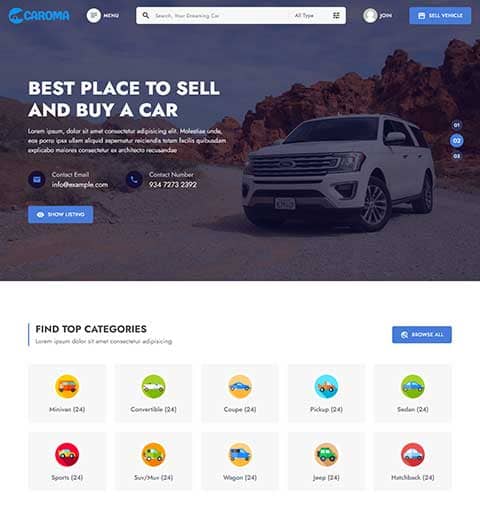 CAROMA
MENU
Search, Your Dreaming Car
All Type
JOIN
SELL VEHICLE
BEST PLACE TO SELL
AND BUY A CAR
Lorem ipsum, dolor sit amet consectetur adipisicing elit. Molestiae unde,
eos porro ipsa ullam aliquid aspernatur reiciendis totam cupiditate nam
explicabo maiores consectetur ex architecto recusandae
01
02
03
Contact Email
info@example.com
Contact Number
934 7273 2392
SHOW LISTING
FIND TOP CATEGORIES
Lorem ipsum dolor sit amet consectetur adipisicing
BROWSE ALL
Minivan (24)
Convertible (24)
Coupe (24)
Pickup (24)
Sedan (24)
Sports (24)
Suv/Muv (24)
Wagon (24)
Jeep (24)
Hatchback (24)